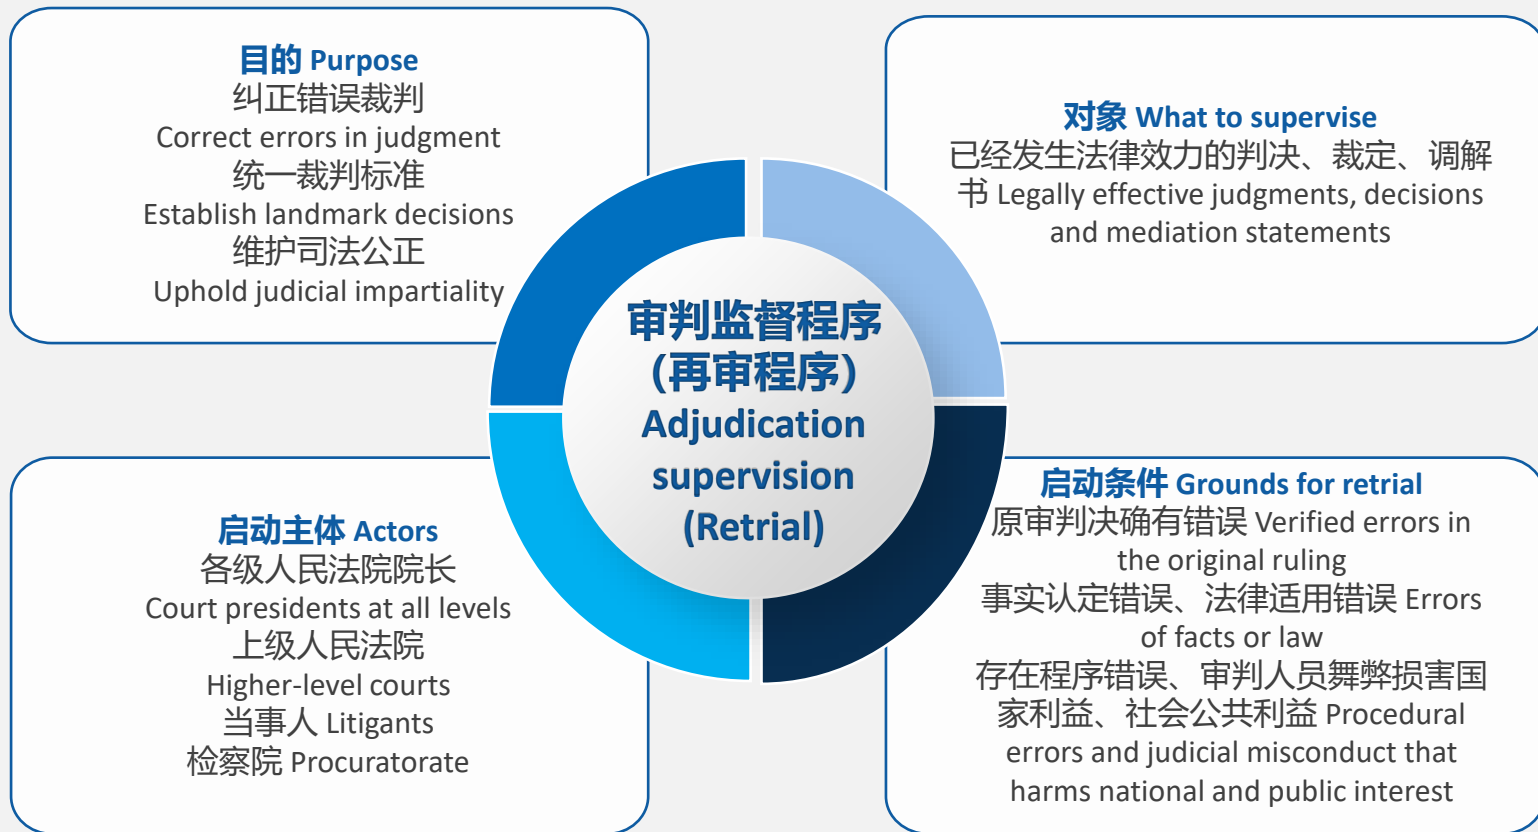 目的 Purpose
纠正错误裁判
Correct errors in judgment
统一裁判标准
Establish landmark decisions
维护司法公正
Uphold judicial impartiality
对象 What to supervise
已经发生法律效力的判决、裁定、调解
书 Legally effective judgments, decisions
and mediation statements
审判监督程序
(再审程序)
Adjudication
supervision
(Retrial)
启动主体 Actors
各级人民法院院长
Court presidents at all levels
上级人民法院
Higher-level courts
当事人 Litigants
检察院 Procuratorate
启动条件 Grounds for retrial
原审判决确有错误 Verified errors in
the original ruling
事实认定错误、法律适用错误 Errors
of facts or law
存在程序错误、审判人员舞弊损害国
家利益、社会公共利益 Procedural
errors and judicial misconduct that
harms national and public interest